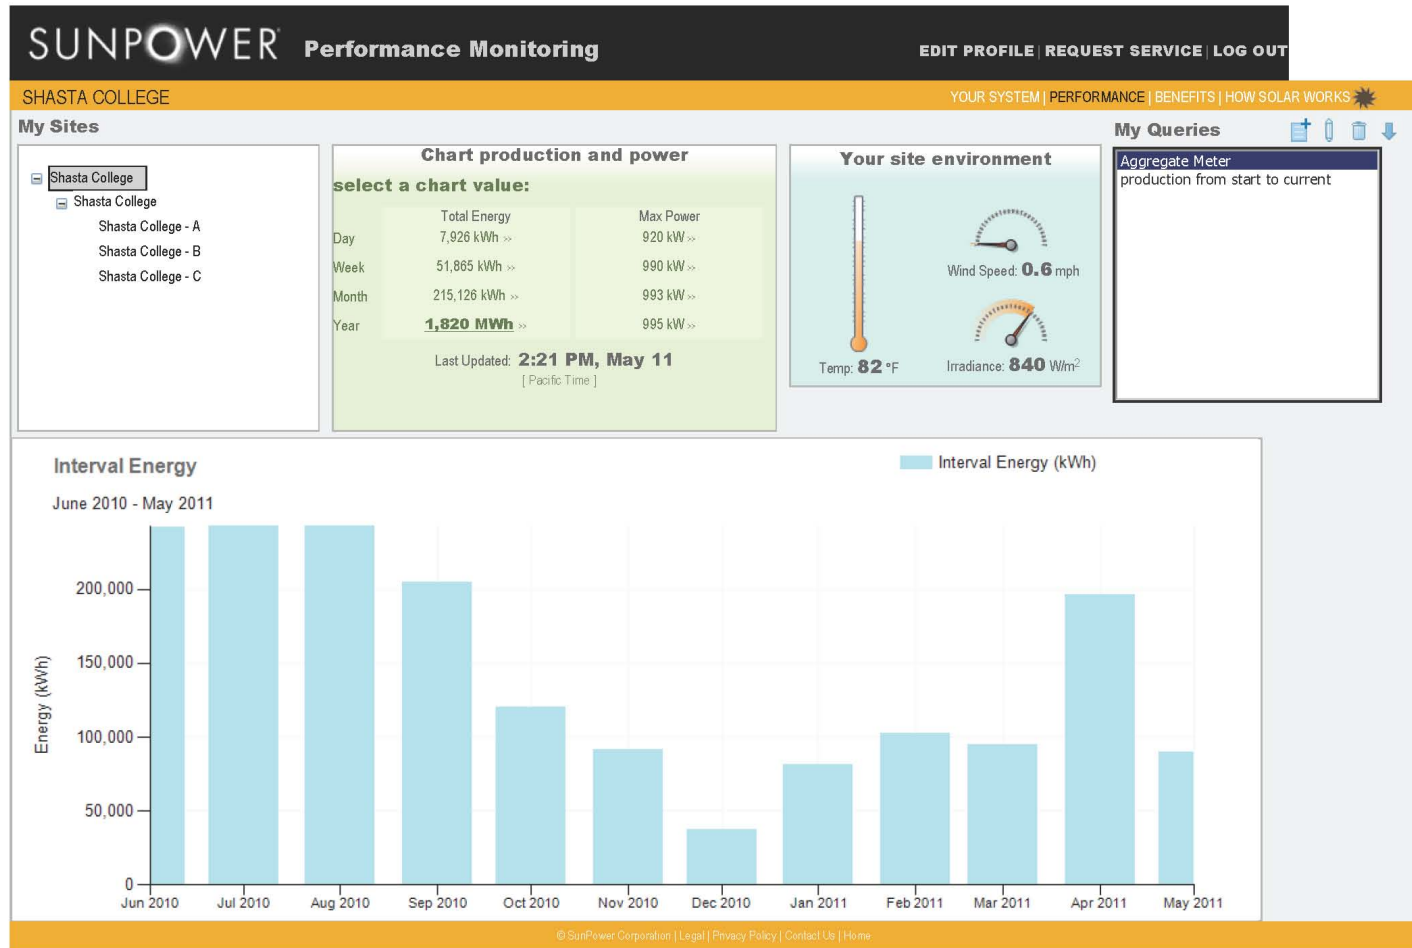 SUNPOWER Performance Monitoring
EDIT PROFILE | REQUEST SERVICE | LOG OUT
SHASTA COLLEGE
YOUR SYSTEM | PERFORMANCE | BENEFITS | HOW SOLAR WORKS
My Sites
Shasta College
Shasta College
Shasta College - A
Shasta College - B
Shasta College - C
Chart production and power
select a chart value:
Total Energy Max Power
Day 7,926 kWh >> 920 kW >>
Week 51,865 kWh >> 990 kW >>
Month 215,126 kWh >> 993 kW >>
Year 1,820 MWh >> 995 kW >>
Last Updated: 2:21 PM, May 11
[ Pacific Time ]
Your site environment
Wind Speed: 0.6 mph
Temp: 82 °F
Irradiance: 840 W/m²
My Queries
Aggregate Meter
production from start to current
Interval Energy
Interval Energy (kWh)
June 2010 - May 2011
Energy (kWh)
200,000
150,000
100,000
50,000
0
Jun 2010 Jul 2010 Aug 2010 Sep 2010 Oct 2010 Nov 2010 Dec 2010 Jan 2011 Feb 2011 Mar 2011 Apr 2011 May 2011
© SunPower Corporation | Legal | Privacy Policy | Contact Us | Home